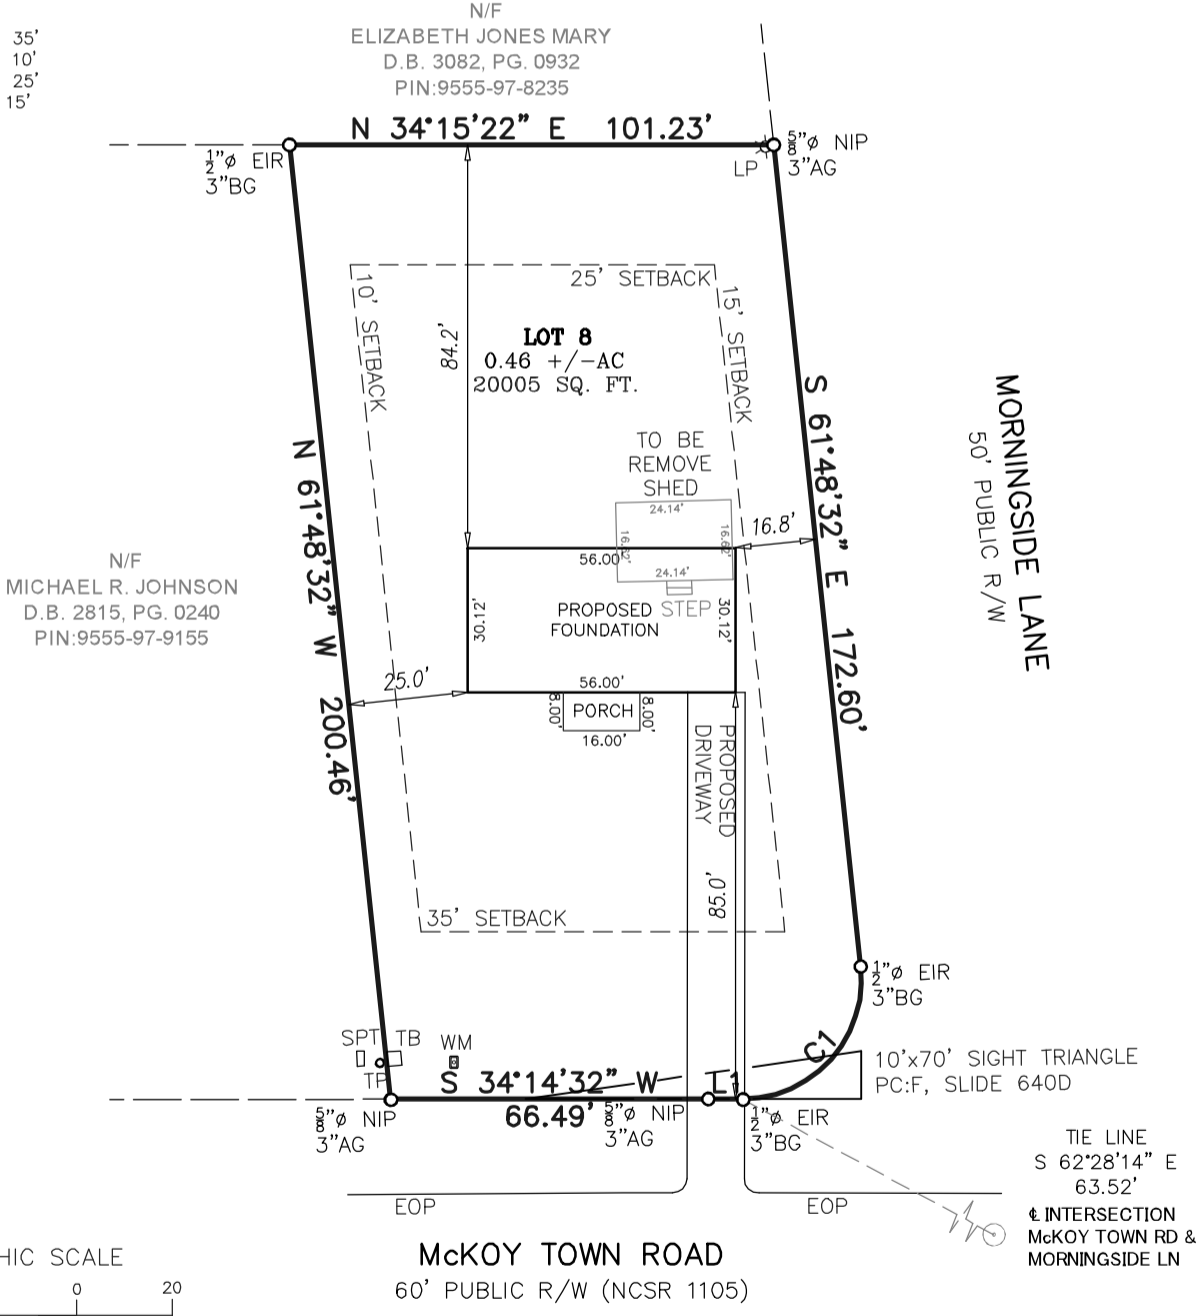 35'
10'
25'
15'
N/F
ELIZABETH JONES MARY
D.B. 3082, PG. 0932
PIN:9555-97-8235
N 34°15'22" E 101.23'
1/2"ø EIR
3"BG
LP
5/8"ø NIP
3"AG
25' SETBACK
10' SETBACK
15' SETBACK
84.2'
LOT 8
0.46 +/-AC
20005 SQ. FT.
TO BE
REMOVE
SHED
24.14'
16.62'
16.62'
24.14'
STEP
16.8'
S 61°48'32" E 172.60'
MORNINGSIDE LANE
50' PUBLIC R/W
N 61°48'32" W 200.46'
N/F
MICHAEL R. JOHNSON
D.B. 2815, PG. 0240
PIN:9555-97-9155
56.00'
30.12'
PROPOSED
FOUNDATION
30.12'
25.0'
56.00'
8.00'
PORCH
8.00'
16.00'
PROPOSED
DRIVEWAY
85.0'
35' SETBACK
1/2"ø EIR
3"BG
SPT
TB
TP
WM
C1
10'x70' SIGHT TRIANGLE
PC:F, SLIDE 640D
S 34°14'32" W
66.49'
L1
5/8"ø NIP
3"AG
5/8"ø NIP
3"AG
1/2"ø EIR
3"BG
TIE LINE
S 62°28'14" E
63.52'
℄ INTERSECTION
McKOY TOWN RD &
MORNINGSIDE LN
EOP
EOP
McKOY TOWN ROAD
60' PUBLIC R/W (NCSR 1105)
HIC SCALE
0
20